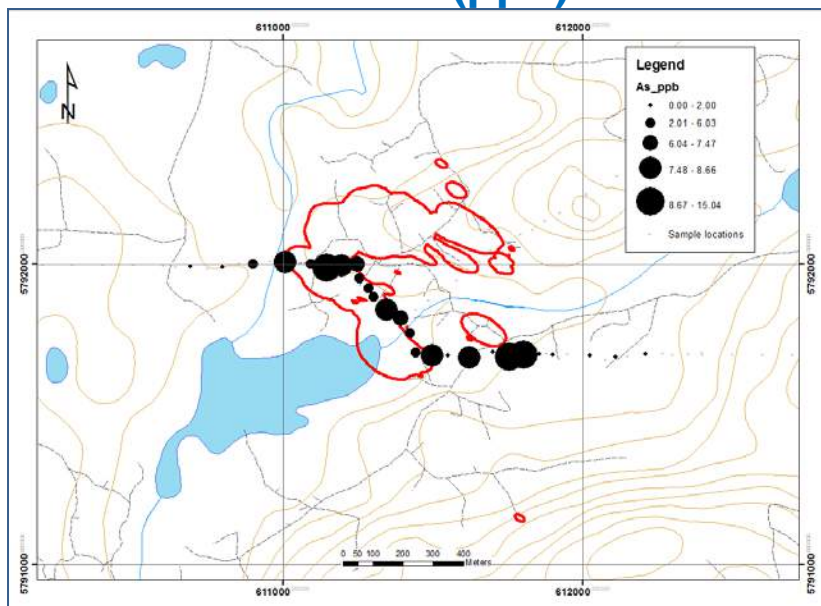 611000 612000
Legend
As_ppb
0.00 - 2.00
2.01 - 6.03
6.04 - 7.47
7.48 - 8.66
8.67 - 15.04
Sample locations
N
5792000 5792000
0 50 100 200 300 400
Meters
5791000 5791000
611000 612000